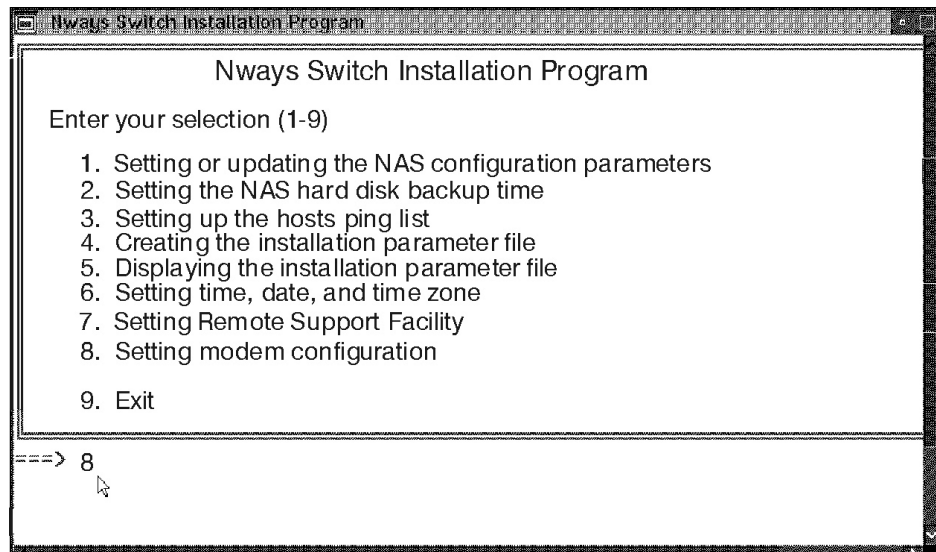 Nways Switch Installation Program
Nways Switch Installation Program
Enter your selection (1-9)
1. Setting or updating the NAS configuration parameters
2. Setting the NAS hard disk backup time
3. Setting up the hosts ping list
4. Creating the installation parameter file
5. Displaying the installation parameter file
6. Setting time, date, and time zone
7. Setting Remote Support Facility
8. Setting modem configuration
9. Exit
===> 8